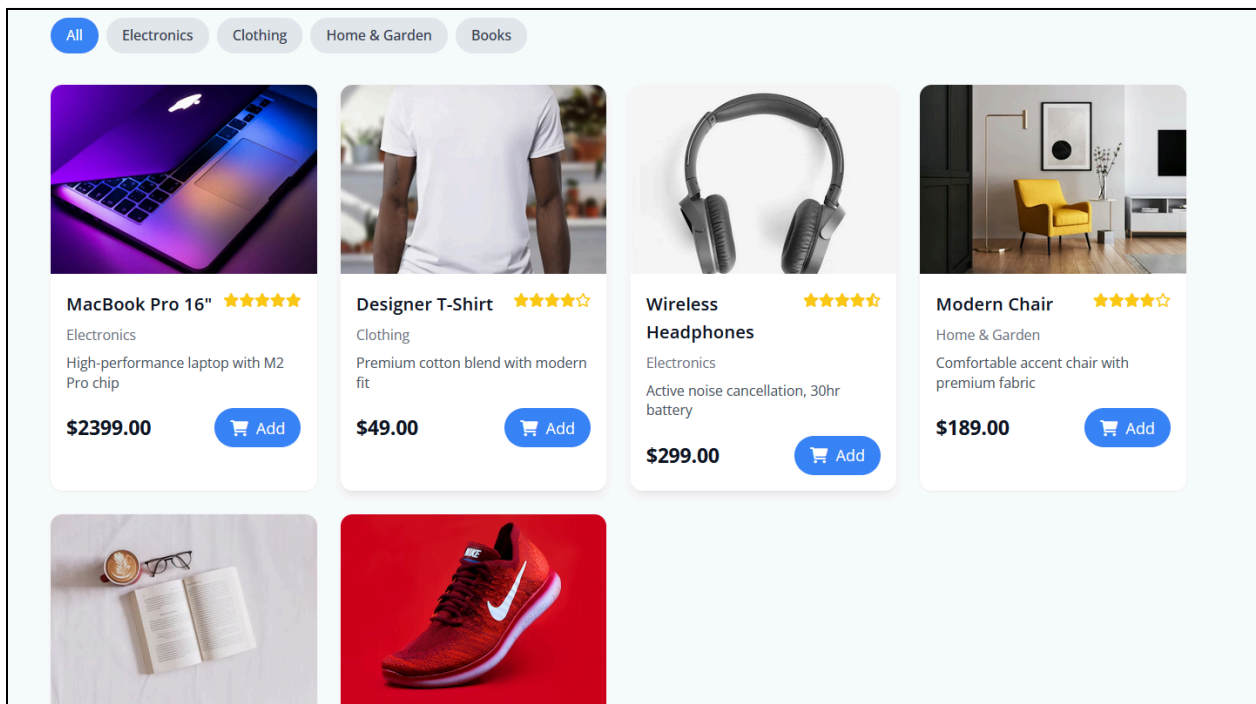 All
Electronics
Clothing
Home & Garden
Books
MacBook Pro 16"
Electronics
High-performance laptop with M2
Pro chip
$2399.00
Add
Designer T-Shirt
Clothing
Premium cotton blend with modern
fit
$49.00
Add
Wireless
Headphones
Electronics
Active noise cancellation, 30hr
battery
$299.00
Add
Modern Chair
Home & Garden
Comfortable accent chair with
premium fabric
$189.00
Add
NIKE